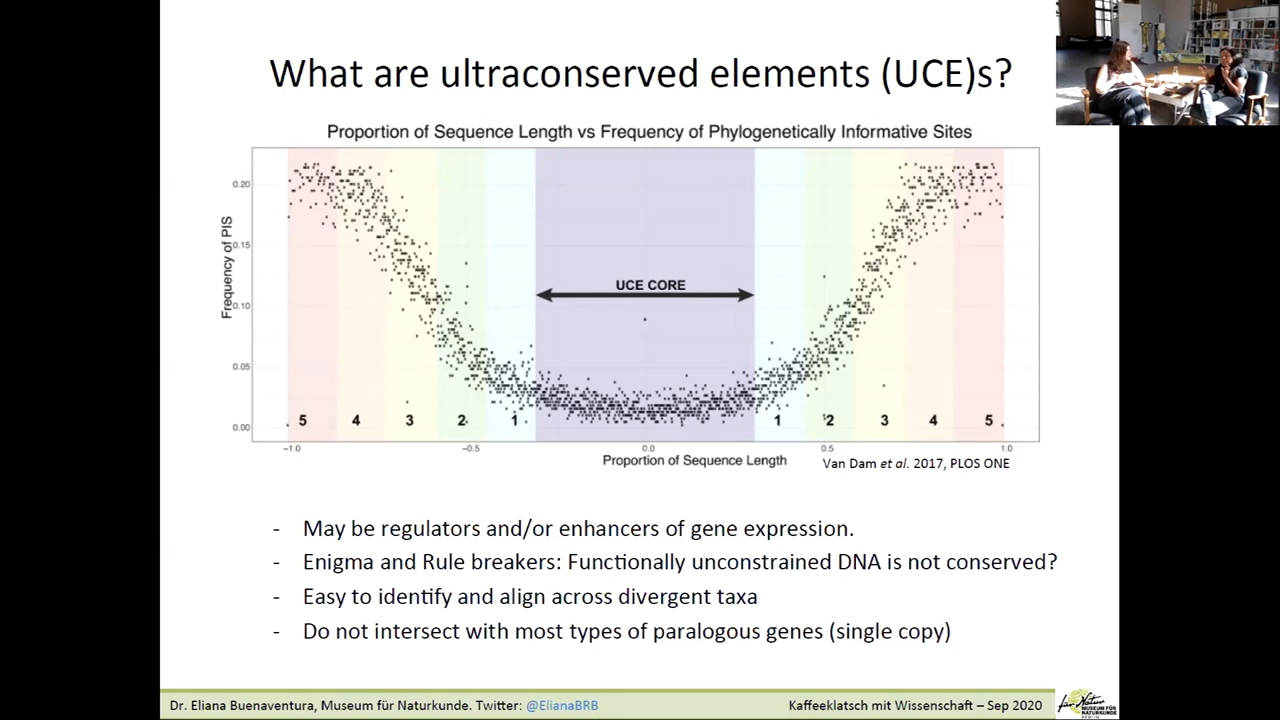 What are ultraconserved elements (UCE)s?
Proportion of Sequence Length vs Frequency of Phylogenetically Informative Sites
Frequency of PIS
0.20
0.15
0.10
0.05
0.00
UCE CORE
5 4 3 2 1 1 2 3 4 5
−1.0 −0.5 0.0 0.5 1.0
Proportion of Sequence Length
Van Dam et al. 2017, PLOS ONE
- May be regulators and/or enhancers of gene expression.
- Enigma and Rule breakers: Functionally unconstrained DNA is not conserved?
- Easy to identify and align across divergent taxa
- Do not intersect with most types of paralogous genes (single copy)
Dr. Eliana Buenaventura, Museum für Naturkunde. Twitter: @ElianaBRB
Kaffeeklatsch mit Wissenschaft – Sep 2020
für Natur
MUSEUM FÜR
NATURKUNDE
BERLIN